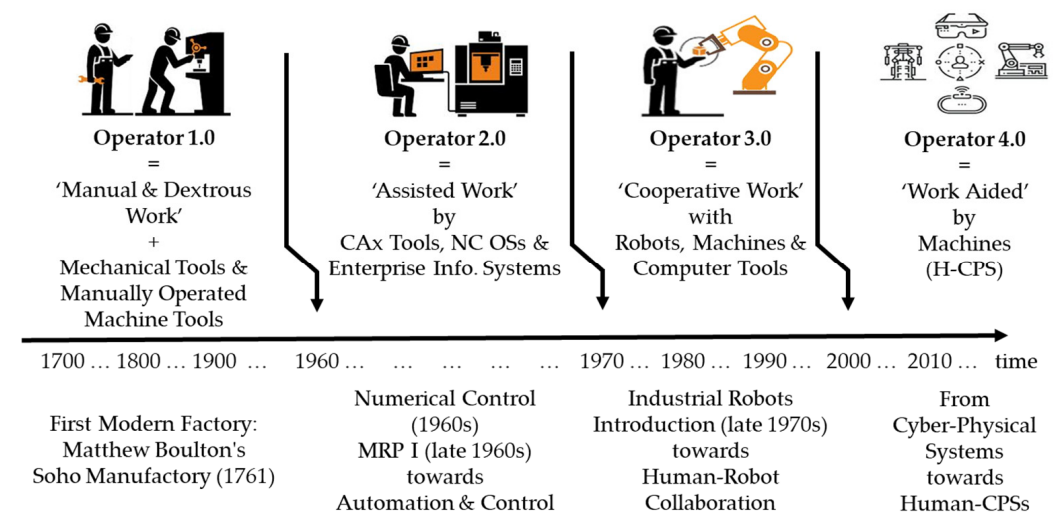 Operator 1.0
=
‘Manual & Dextrous
Work’
+
Mechanical Tools &
Manually Operated
Machine Tools
Operator 2.0
=
‘Assisted Work’
by
CAx Tools, NC OSs &
Enterprise Info. Systems
Operator 3.0
=
‘Cooperative Work’
with
Robots, Machines &
Computer Tools
Operator 4.0
=
‘Work Aided’
by
Machines
(H-CPS)
1700 … 1800 … 1900 … 1960 … … … … … 1970 … 1980 … 1990 … 2000 … 2010 … time
First Modern Factory:
Matthew Boulton's
Soho Manufactory (1761)
Numerical Control
(1960s)
MRP I (late 1960s)
towards
Automation & Control
Industrial Robots
Introduction (late 1970s)
towards
Human-Robot
Collaboration
From
Cyber-Physical
Systems
towards
Human-CPSs